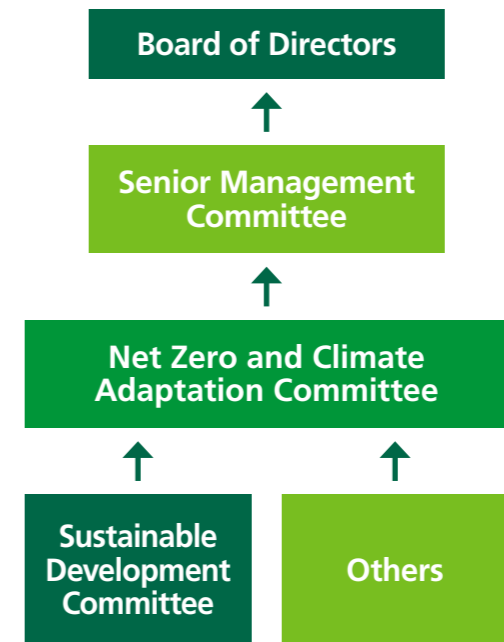 Board of Directors
Senior Management
Committee
Net Zero and Climate
Adaptation Committee
Sustainable
Development
Committee
Others